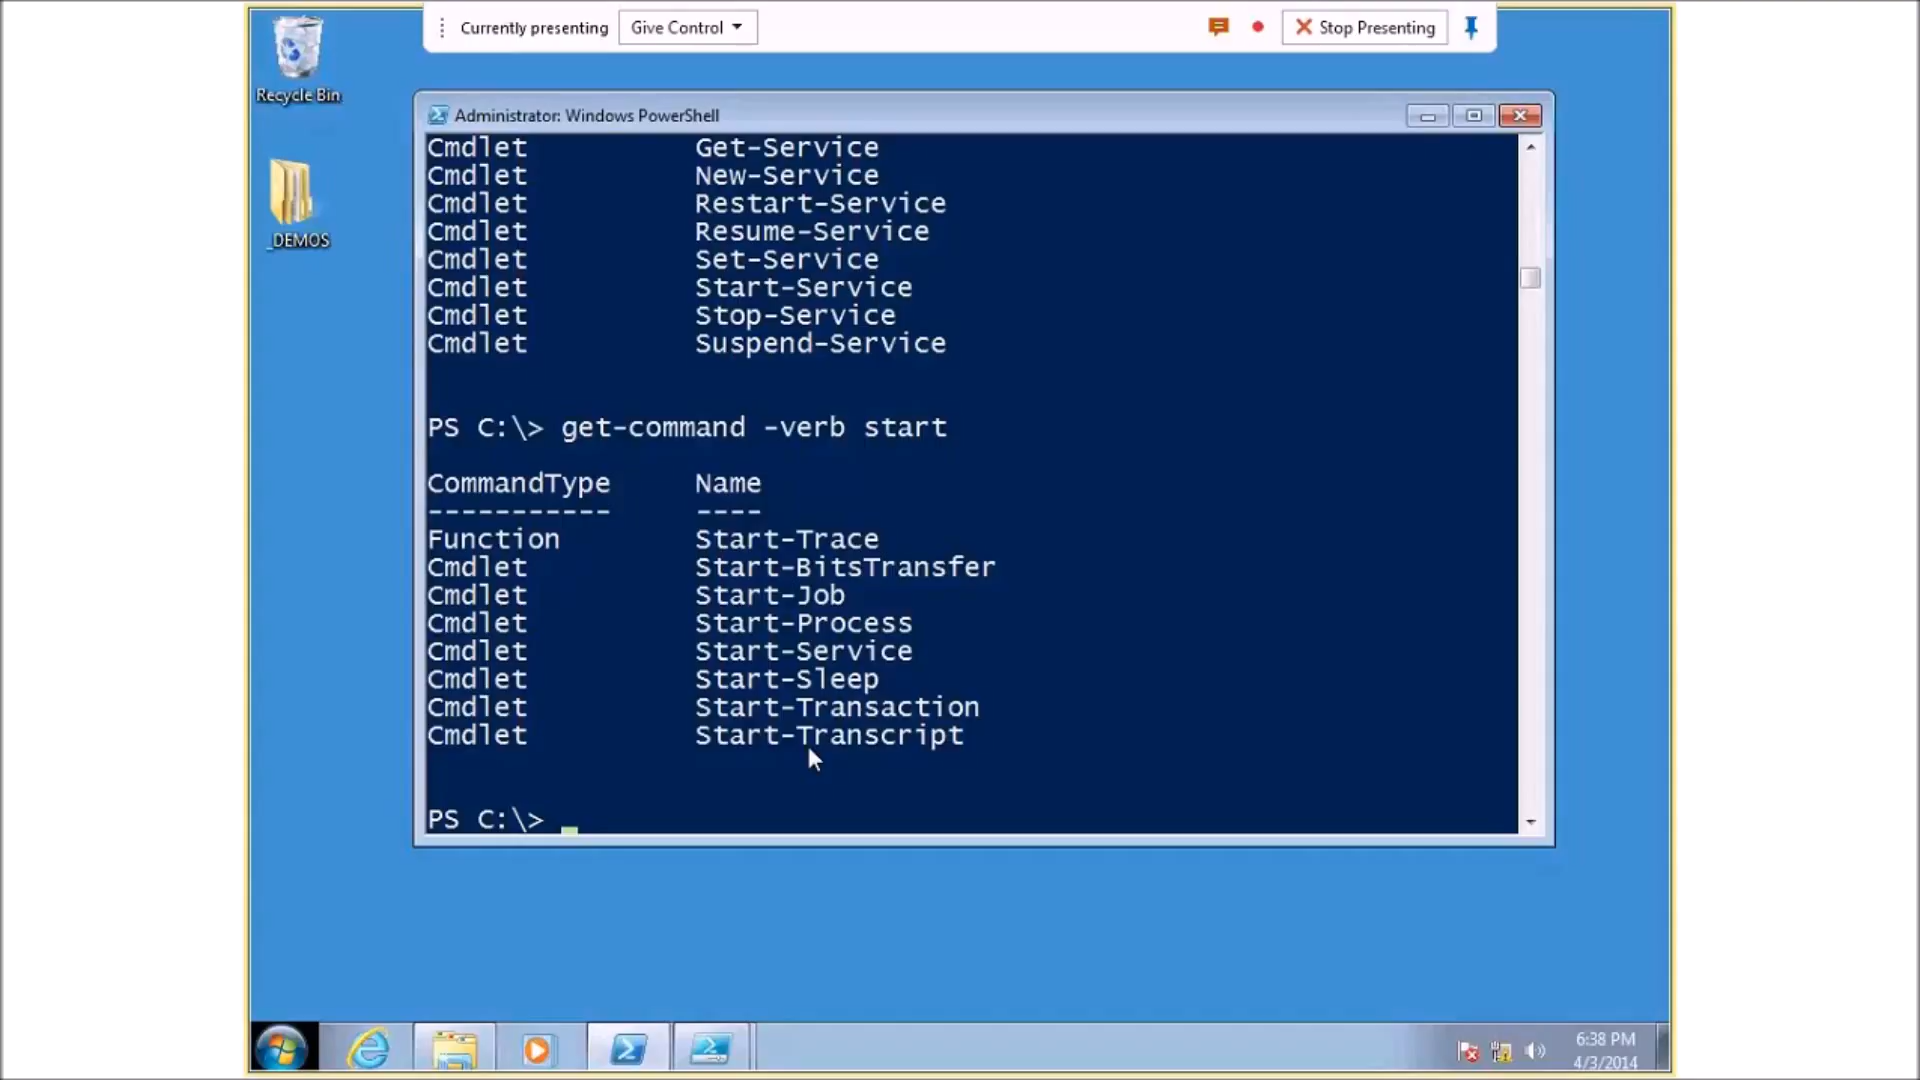 Currently presenting
Give Control
Stop Presenting
Recycle Bin
_DEMOS
Administrator: Windows PowerShell
Cmdlet Get-Service
Cmdlet New-Service
Cmdlet Restart-Service
Cmdlet Resume-Service
Cmdlet Set-Service
Cmdlet Start-Service
Cmdlet Stop-Service
Cmdlet Suspend-Service
PS C:\> get-command -verb start
CommandType Name
----------- ----
Function Start-Trace
Cmdlet Start-BitsTransfer
Cmdlet Start-Job
Cmdlet Start-Process
Cmdlet Start-Service
Cmdlet Start-Sleep
Cmdlet Start-Transaction
Cmdlet Start-Transcript
PS C:\>
6:38 PM
4/3/2014